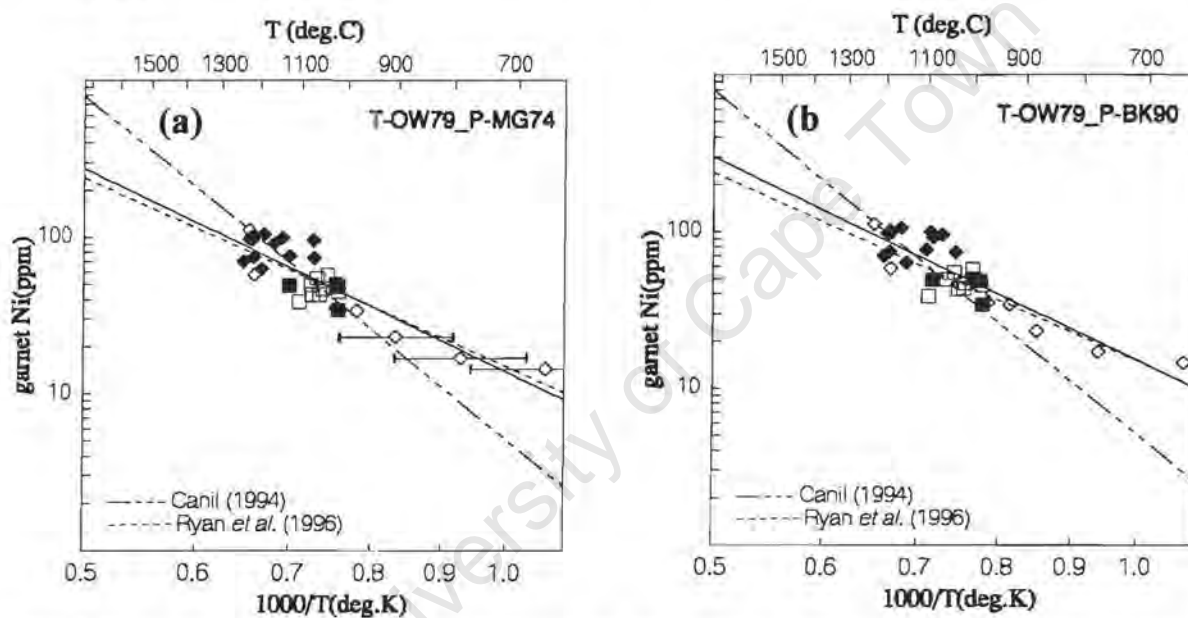 T (deg.C)
1500 1300 1100 900 700
(a)
T-OW79_P-MG74
garnet Ni(ppm)
100
10
Canil (1994)
Ryan et al. (1996)
0.5 0.6 0.7 0.8 0.9 1.0
1000/T(deg.K)
T (deg.C)
1500 1300 1100 900 700
(b)
T-OW79_P-BK90
garnet Ni(ppm)
100
10
Canil (1994)
Ryan et al. (1996)
0.5 0.6 0.7 0.8 0.9 1.0
1000/T(deg.K)
versity of Cape Town